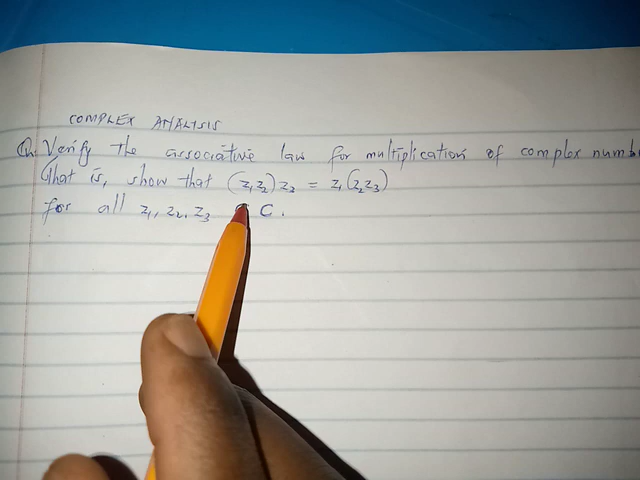 COMPLEX ANALYSIS
Qn. Verify the associative law for multiplication of complex
That is, show that (z₁z₂)z₃ = z₁(z₂z₃)
for all z₁, z₂, z₃ C.